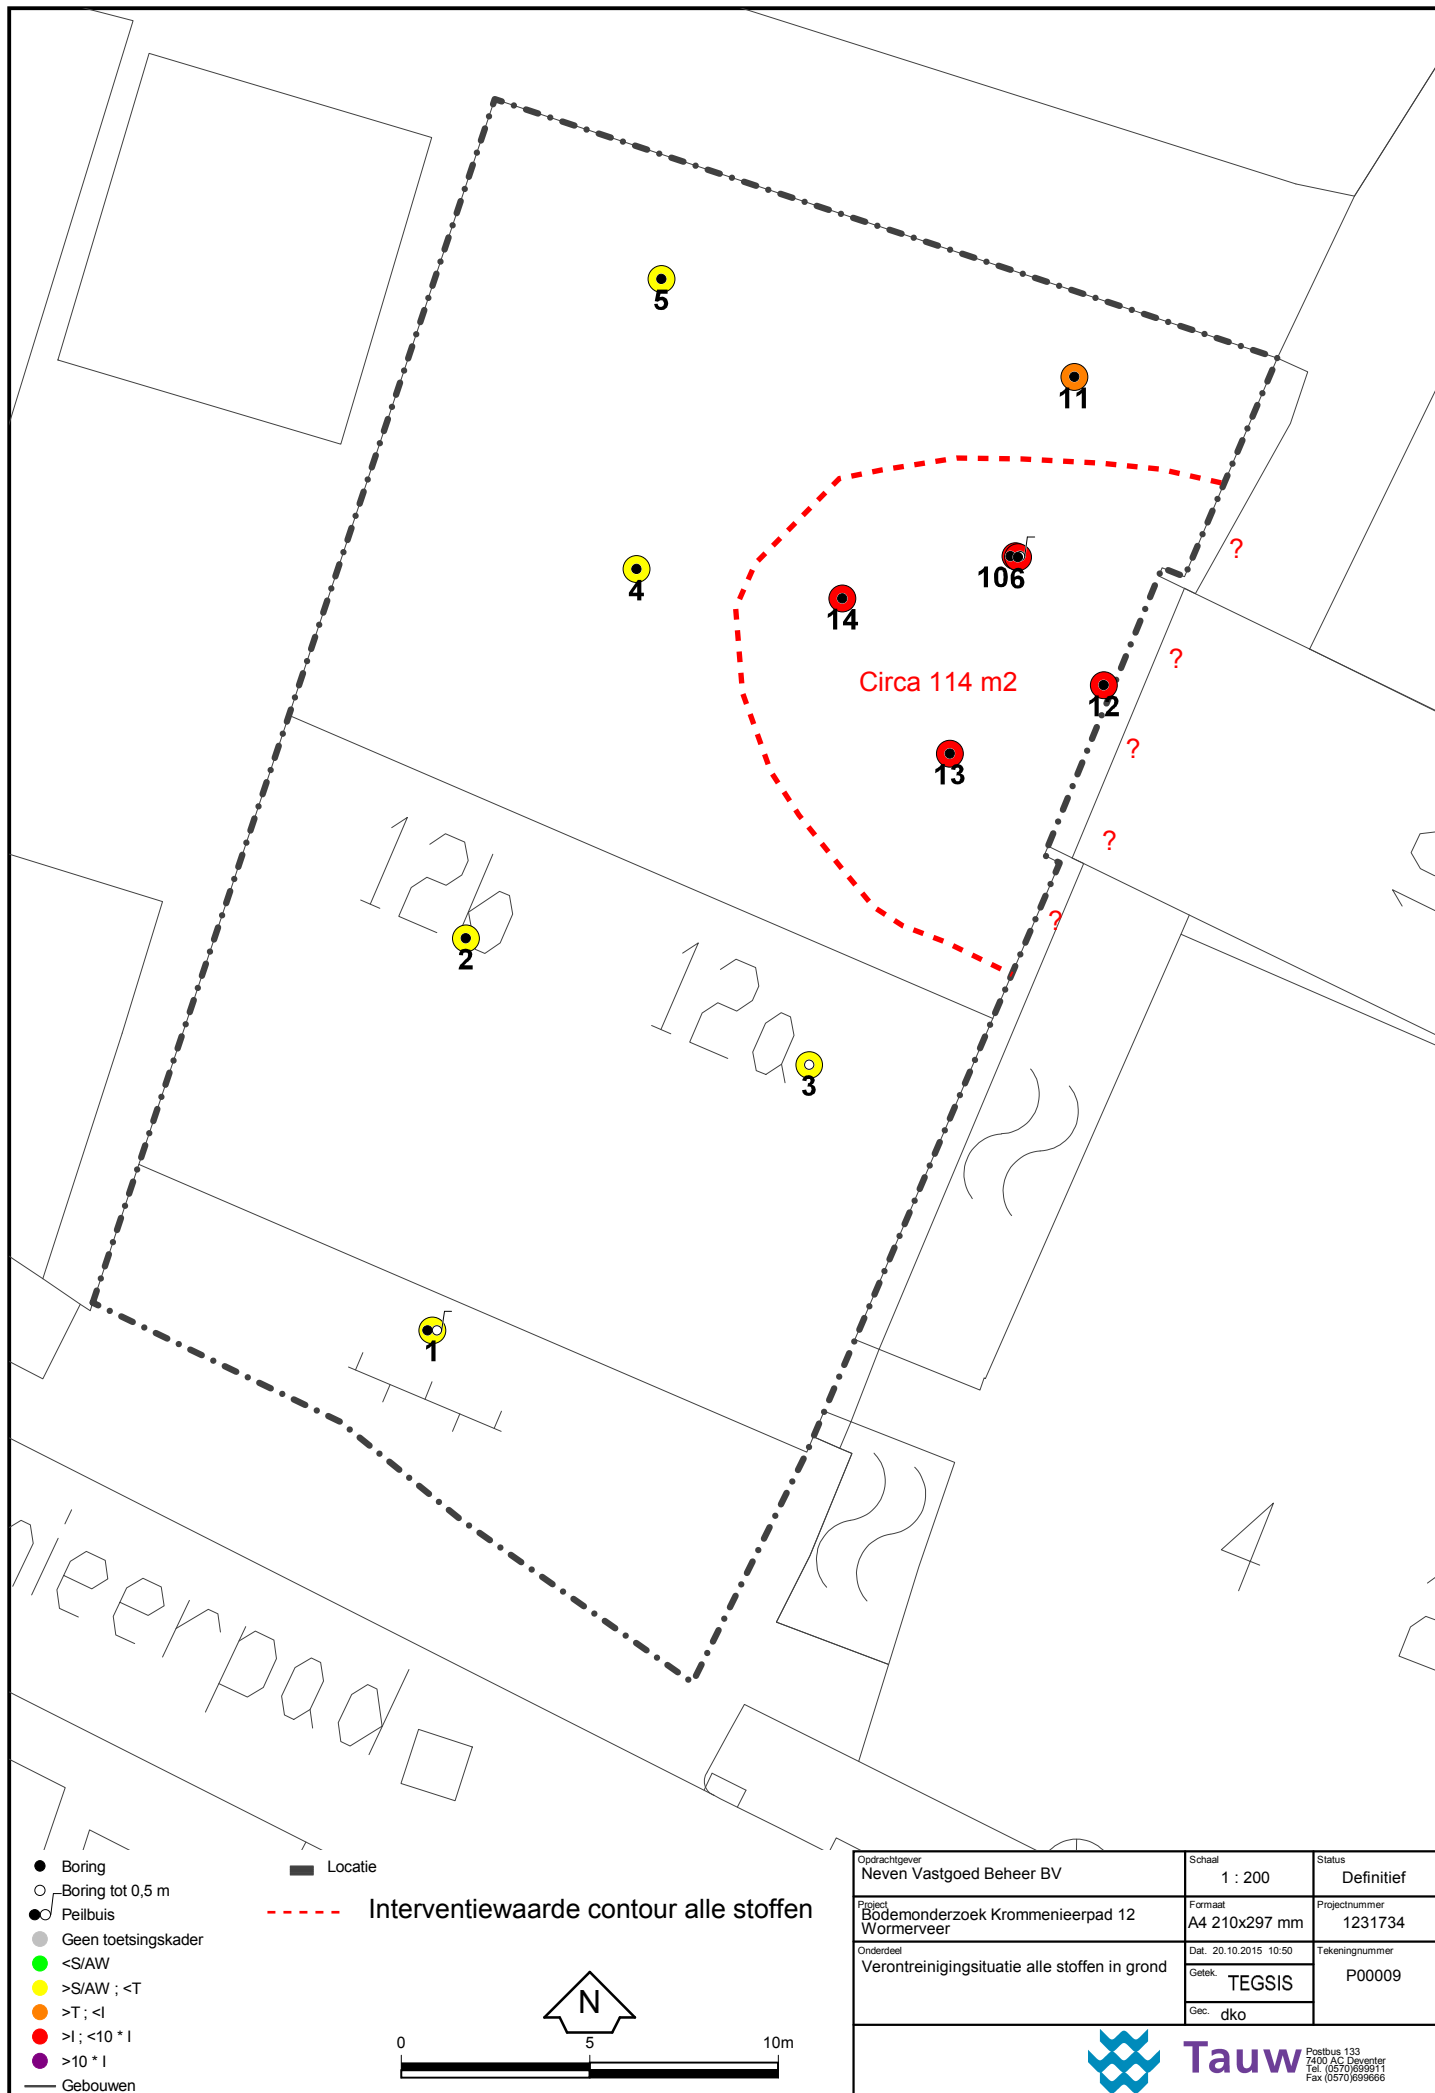 5
11
106
4
14
Circa 114 m2
12
13
?
?
?
?
?
12b
2
12a
3
1
4
ieerpad
Boring
Boring tot 0,5 m
Peilbuis
Geen toetsingskader
<S/AW
>S/AW ; <T
>T ; <I
>I ; <10 * I
>10 * I
Gebouwen
Locatie
Interventiewaarde contour alle stoffen
N
0 5 10m
Opdrachtgever
Neven Vastgoed Beheer BV
Schaal
1 : 200
Status
Definitief
Project
Bodemonderzoek Krommenieerpad 12
Wormerveer
Formaat
A4 210x297 mm
Projectnummer
1231734
Onderdeel
Verontreinigingsituatie alle stoffen in grond
Dat. 20.10.2015 10:50
Getek. TEGSIS
Gec. dko
Tekeningnummer
P00009
Tauw
Postbus 133
7400 AC Deventer
Tel. (0570)699911
Fax (0570)699666